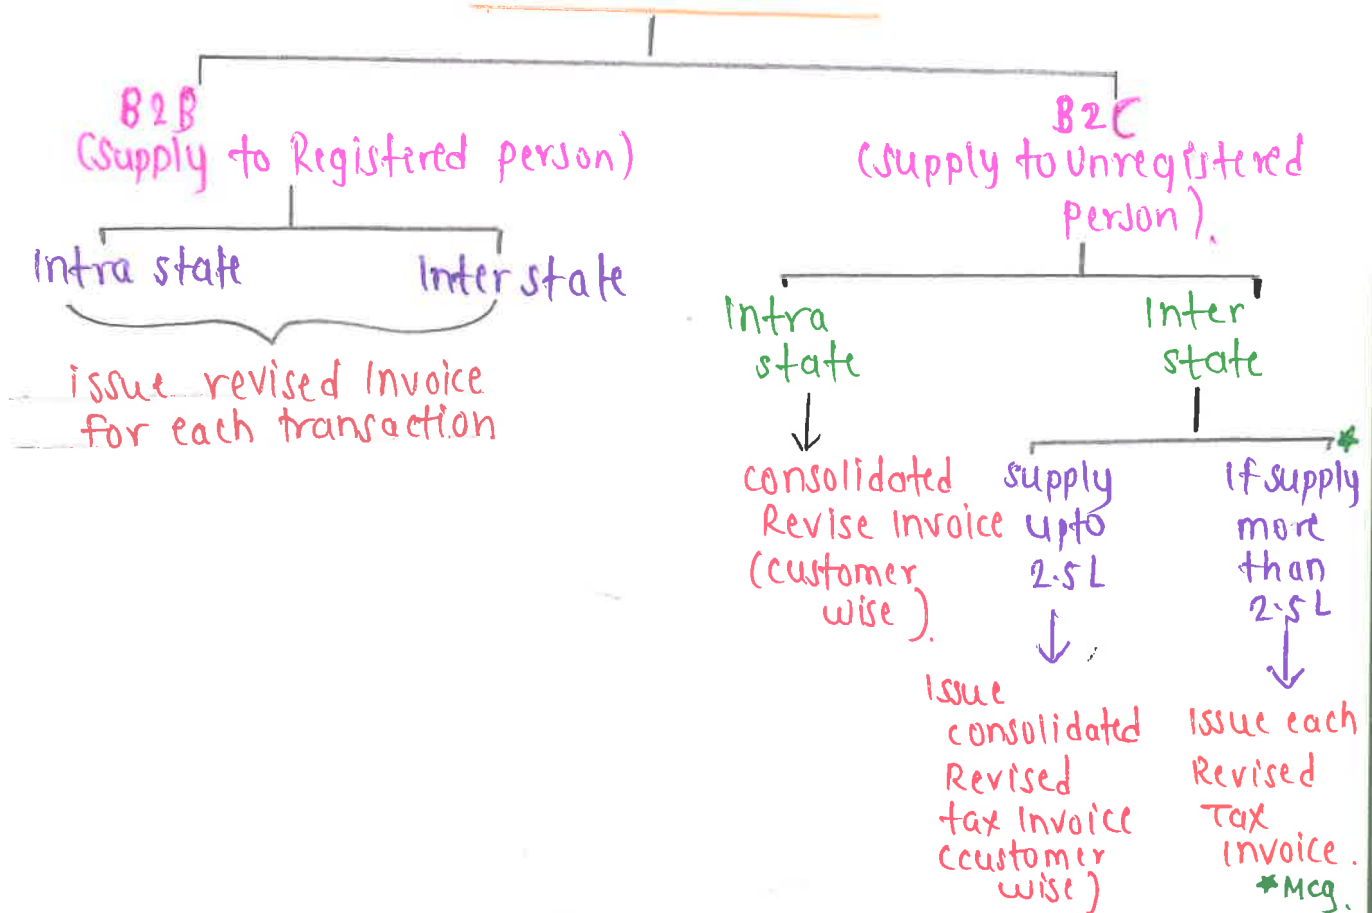 B2B
(Supply to Registered person)
Intra state
Inter state
issue revised Invoice
for each transaction
B2C
(supply to unregistered
person).
Intra
state
consolidated
Revise Invoice
(customer
wise).
Inter
state
supply
upto
2.5L
Issue
consolidated
Revised
tax Invoice
(customer
wise)
If supply
more
than
2.5L
Issue each
Revised
Tax
Invoice.
*Mcq.